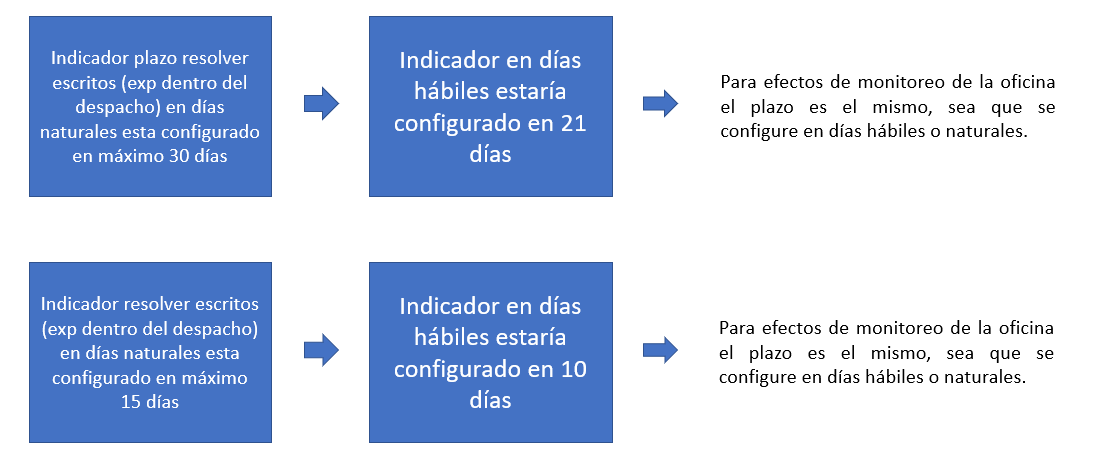 Indicador plazo resolver
escritos (exp dentro del
despacho) en días
naturales esta configurado
en máximo 30 días
Indicador en días
hábiles estaría
configurado en 21
días
Para efectos de monitoreo de la oficina
el plazo es el mismo, sea que se
configure en días hábiles o naturales.
Indicador resolver escritos
(exp dentro del despacho)
en días naturales esta
configurado en máximo
15 días
Indicador en días
hábiles estaría
configurado en 10
días
Para efectos de monitoreo de la oficina
el plazo es el mismo, sea que se
configure en días hábiles o naturales.